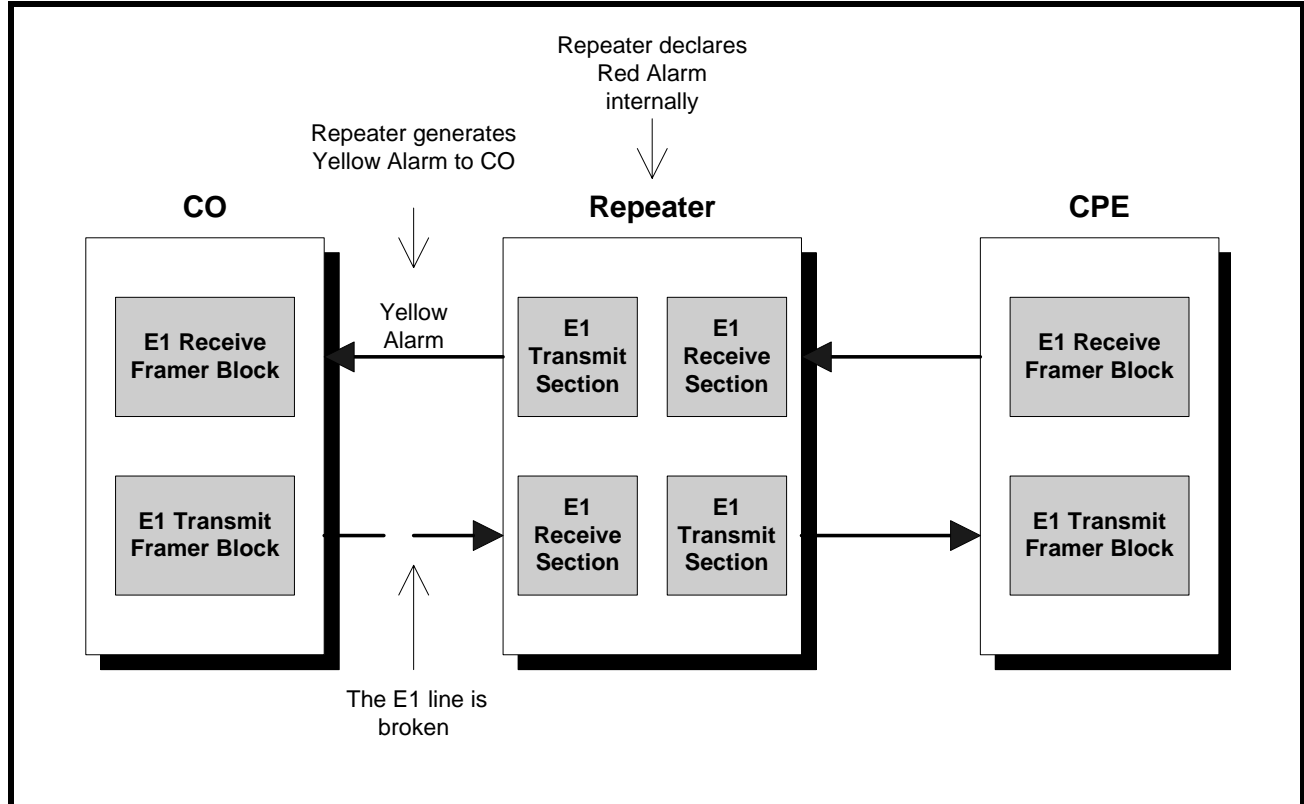 Repeater declares
Red Alarm
internally
Repeater generates
Yellow Alarm to CO
CO
Repeater
CPE
Yellow
Alarm
E1 Receive
Framer Block
E1
Transmit
Section
E1
Receive
Section
E1 Receive
Framer Block
E1 Transmit
Framer Block
E1
Receive
Section
E1
Transmit
Section
E1 Transmit
Framer Block
The E1 line is
broken